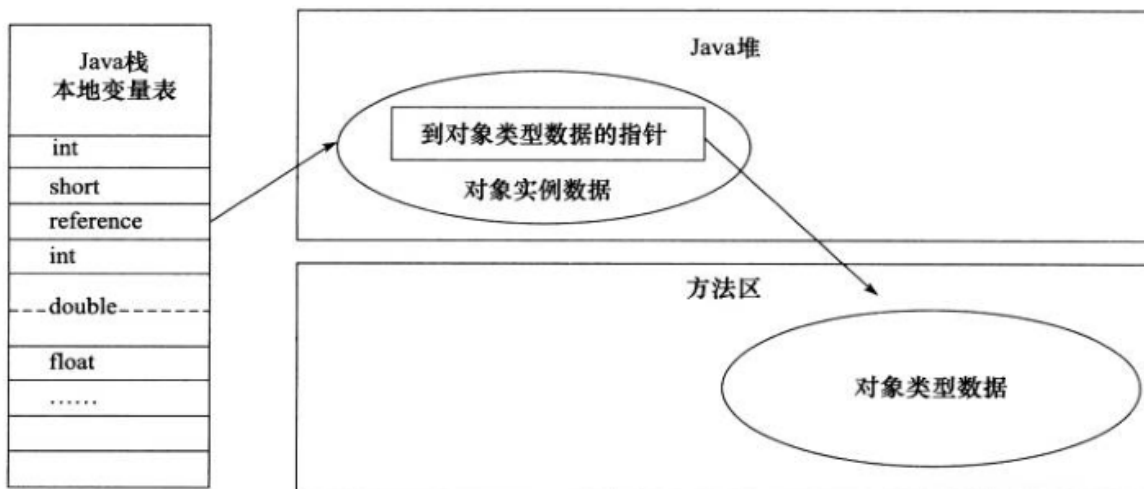 Java栈
本地变量表
int
short
reference
int
double
float
……
Java堆
到对象类型数据的指针
对象实例数据
方法区
对象类型数据